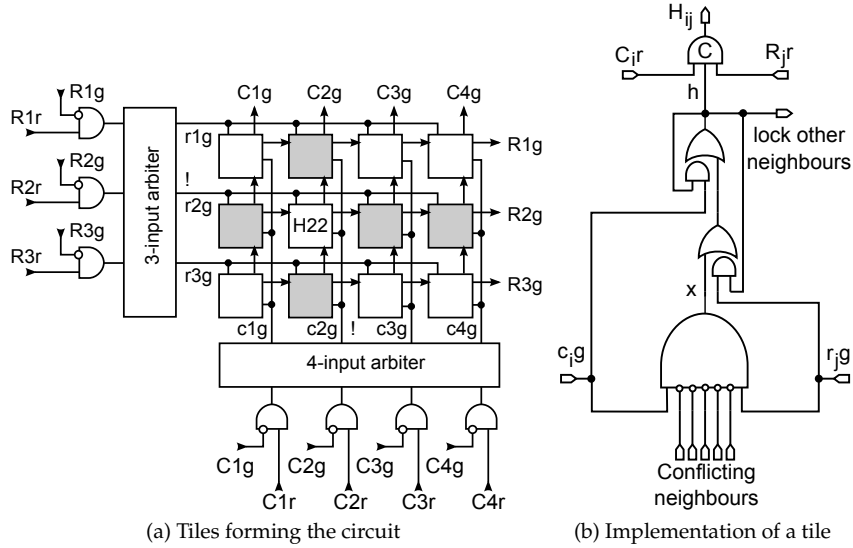 R1g
R1r
R2g
R2r
R3g
R3r
3-input arbiter
C1g C2g C3g C4g
r1g
R1g
!
r2g
H22
R2g
r3g
R3g
c1g c2g ! c3g c4g
4-input arbiter
C1g C2g C3g C4g
C1r C2r C3r C4r
(a) Tiles forming the circuit
Hij
C
Cir
Rjr
h
lock other
neighbours
x
cig
rjg
Conflicting
neighbours
(b) Implementation of a tile